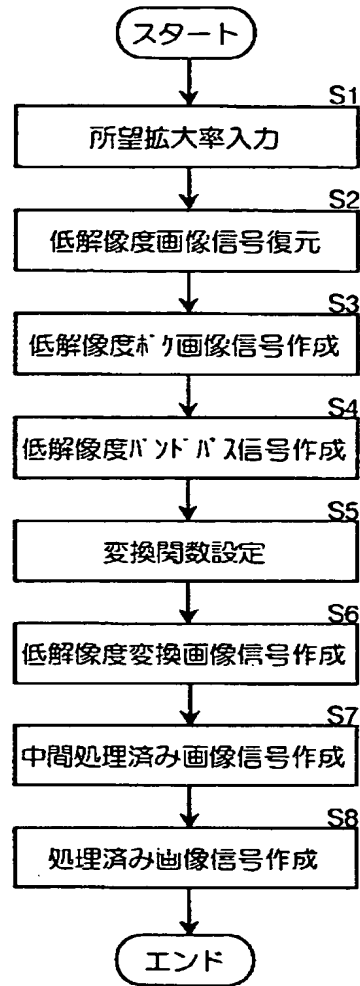 スタート
S1
所望拡大率入力
S2
低解像度画像信号復元
S3
低解像度ボケ画像信号作成
S4
低解像度バンドパス信号作成
S5
変換関数設定
S6
低解像度変換画像信号作成
S7
中間処理済み画像信号作成
S8
処理済み画像信号作成
エンド